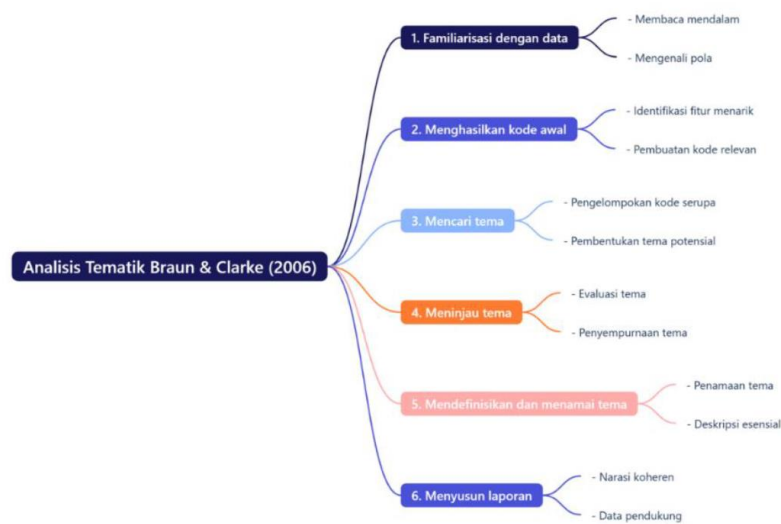 Analisis Tematik Braun & Clarke (2006)
1. Familiarisasi dengan data
- Membaca mendalam
- Mengenali pola
2. Menghasilkan kode awal
- Identifikasi fitur menarik
- Pembuatan kode relevan
3. Mencari tema
- Pengelompokan kode serupa
- Pembentukan tema potensial
4. Meninjau tema
- Evaluasi tema
- Penyempurnaan tema
5. Mendefinisikan dan menamai tema
- Penamaan tema
- Deskripsi esensial
6. Menyusun laporan
- Narasi koheren
- Data pendukung